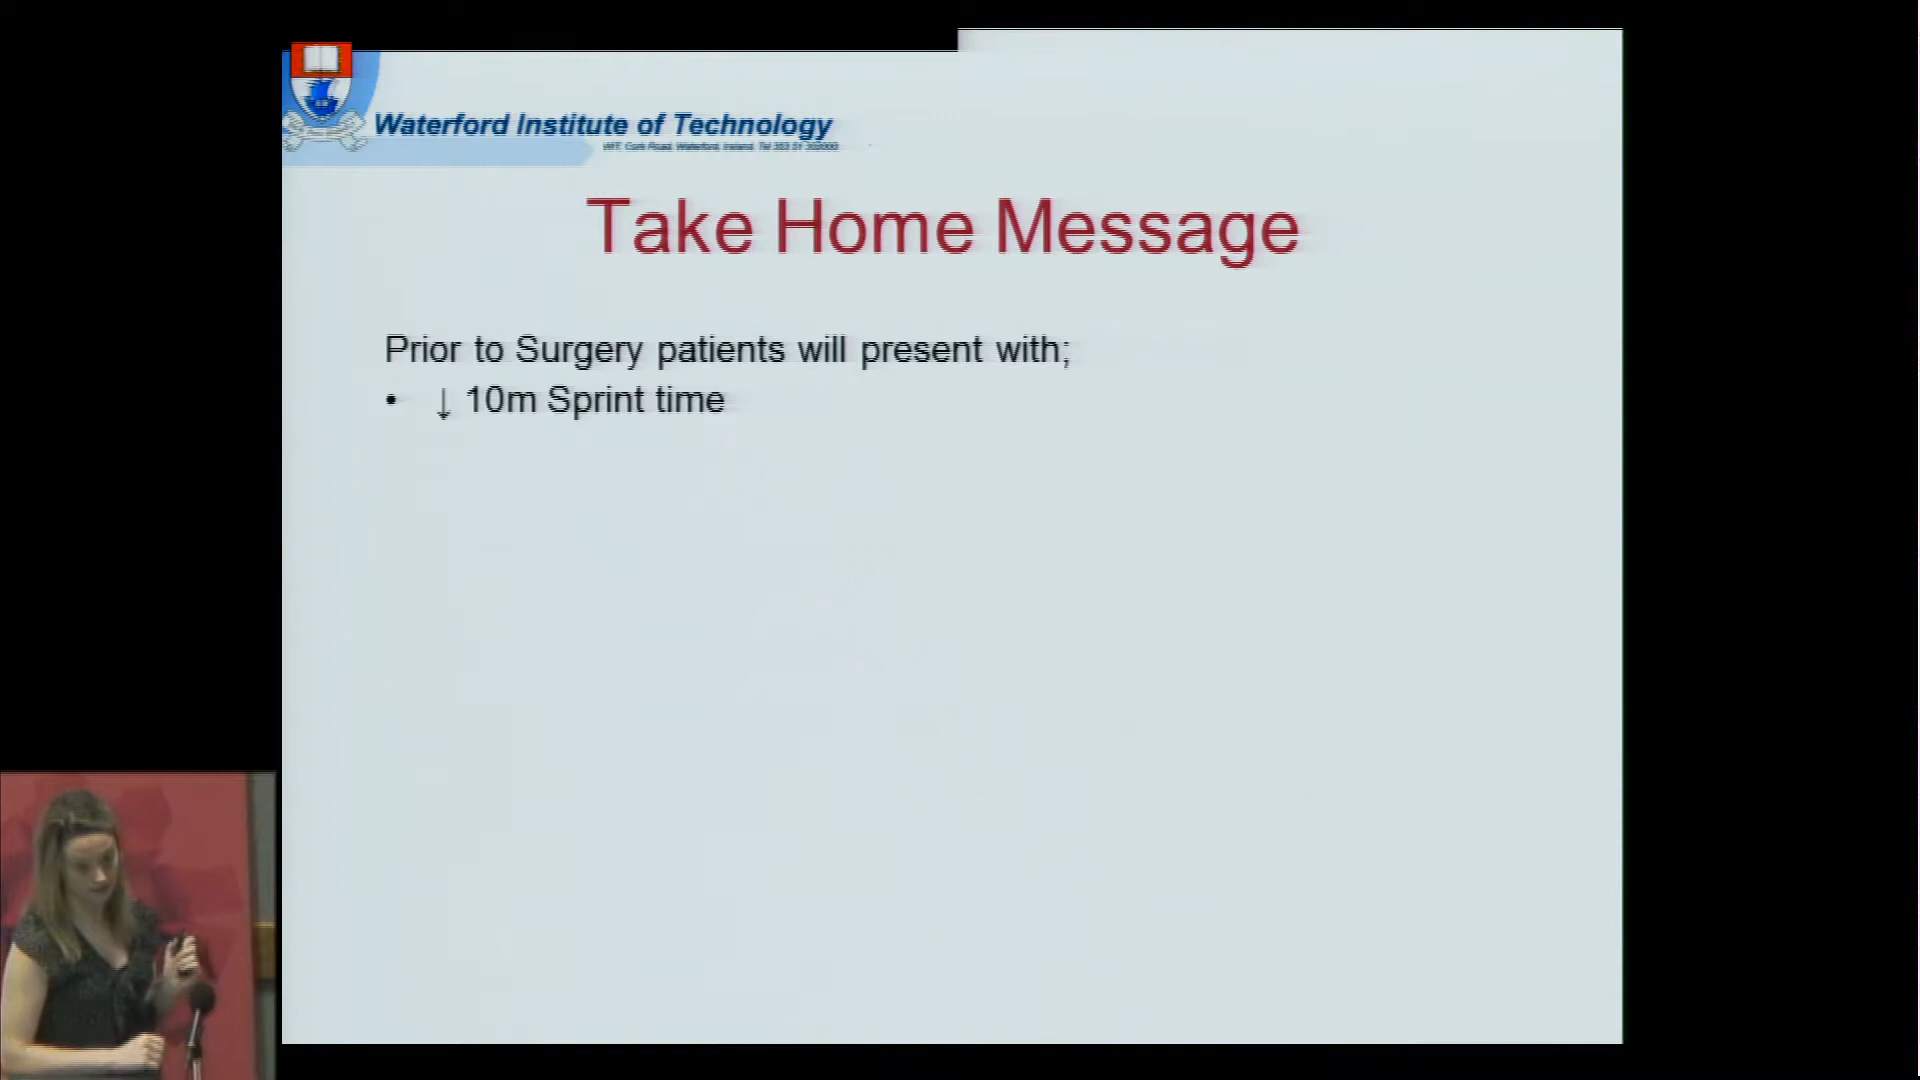 Waterford Institute of Technology
WIT, Cork Road, Waterford, Ireland. Tel 353 51 302000
Take Home Message
Prior to Surgery patients will present with;
• ↓ 10m Sprint time